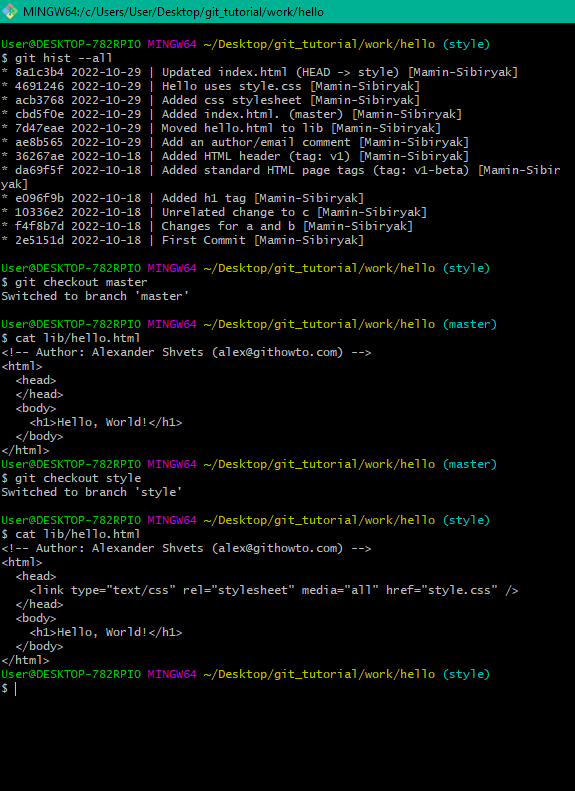 MINGW64:/c/Users/User/Desktop/git_tutorial/work/hello
User@DESKTOP-782RPIO MINGW64 ~/Desktop/git_tutorial/work/hello (style)
$ git hist --all
* 8a1c3b4 2022-10-29 | Updated index.html (HEAD -> style) [Mamin-Sibiryak]
* 4691246 2022-10-29 | Hello uses style.css [Mamin-Sibiryak]
* acb3768 2022-10-29 | Added css stylesheet [Mamin-Sibiryak]
* cbd5f0e 2022-10-29 | Added index.html. (master) [Mamin-Sibiryak]
* 7d47eae 2022-10-29 | Moved hello.html to lib [Mamin-Sibiryak]
* ae8b565 2022-10-29 | Add an author/email comment [Mamin-Sibiryak]
* 36267ae 2022-10-18 | Added HTML header (tag: v1) [Mamin-Sibiryak]
* da69f5f 2022-10-18 | Added standard HTML page tags (tag: v1-beta) [Mamin-Sibir
yak]
* e096f9b 2022-10-18 | Added h1 tag [Mamin-Sibiryak]
* 10336e2 2022-10-18 | Unrelated change to c [Mamin-Sibiryak]
* f4f8b7d 2022-10-18 | Changes for a and b [Mamin-Sibiryak]
* 2e5151d 2022-10-18 | First Commit [Mamin-Sibiryak]
User@DESKTOP-782RPIO MINGW64 ~/Desktop/git_tutorial/work/hello (style)
$ git checkout master
Switched to branch 'master'
User@DESKTOP-782RPIO MINGW64 ~/Desktop/git_tutorial/work/hello (master)
$ cat lib/hello.html
<!-- Author: Alexander Shvets (alex@githowto.com) -->
<html>
  <head>
  </head>
  <body>
    <h1>Hello, World!</h1>
  </body>
</html>
User@DESKTOP-782RPIO MINGW64 ~/Desktop/git_tutorial/work/hello (master)
$ git checkout style
Switched to branch 'style'
User@DESKTOP-782RPIO MINGW64 ~/Desktop/git_tutorial/work/hello (style)
$ cat lib/hello.html
<!-- Author: Alexander Shvets (alex@githowto.com) -->
<html>
  <head>
    <link type="text/css" rel="stylesheet" media="all" href="style.css" />
  </head>
  <body>
    <h1>Hello, World!</h1>
  </body>
</html>
User@DESKTOP-782RPIO MINGW64 ~/Desktop/git_tutorial/work/hello (style)
$